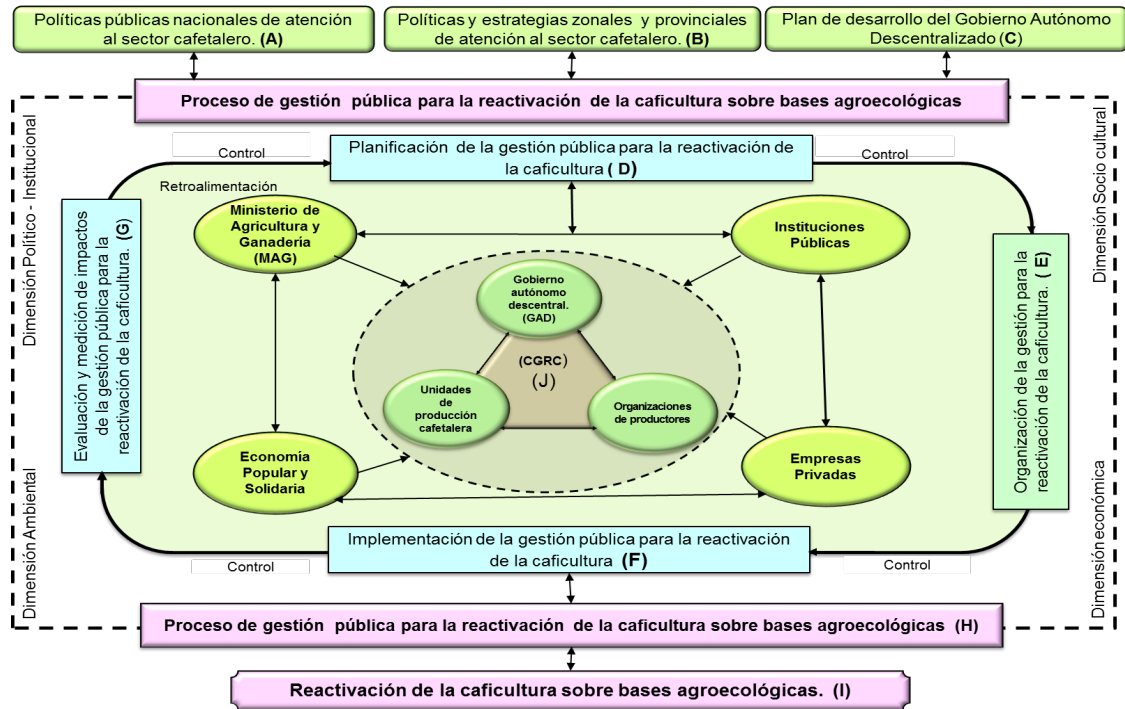 Políticas públicas nacionales de atención
al sector cafetalero. (A)
Políticas y estrategias zonales y provinciales
de atención al sector cafetalero. (B)
Plan de desarrollo del Gobierno Autónomo
Descentralizado (C)
Proceso de gestión pública para la reactivación de la caficultura sobre bases agroecológicas
Dimensión Político - Institucional
Dimensión Socio cultural
Control
Planificación de la gestión pública para la reactivación de
la caficultura ( D)
Control
Retroalimentación
Ministerio de
Agricultura y
Ganadería
(MAG)
Instituciones
Públicas
Evaluación y medición de impactos
de la gestión pública para la
reactivación de la caficultura. (G)
Organización de la gestión para la
reactivación de la caficultura. ( E)
Gobierno
autónomo
descentral.
(GAD)
(CGRC)
(J)
Unidades
de
producción
cafetalera
Organizaciones
de productores
Economía
Popular y
Solidaria
Empresas
Privadas
Dimensión Ambiental
Dimensión económica
Implementación de la gestión pública para la reactivación
de la caficultura (F)
Control
Control
Proceso de gestión pública para la reactivación de la caficultura sobre bases agroecológicas (H)
Reactivación de la caficultura sobre bases agroecológicas. (I)